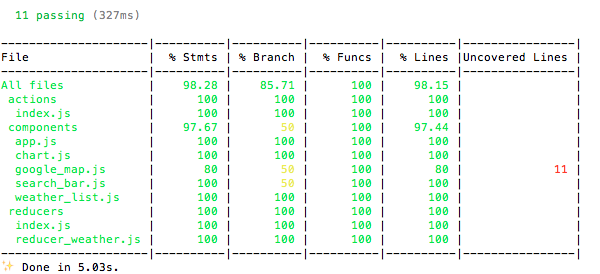 11 passing (327ms)
---------------------|----------|----------|----------|----------|----------------|
File                 |  % Stmts | % Branch |  % Funcs |  % Lines |Uncovered Lines |
---------------------|----------|----------|----------|----------|----------------|
All files            |    98.28 |    85.71 |      100 |    98.15 |                |
 actions             |      100 |      100 |      100 |      100 |                |
  index.js           |      100 |      100 |      100 |      100 |                |
 components          |    97.67 |       50 |      100 |    97.44 |                |
  app.js             |      100 |      100 |      100 |      100 |                |
  chart.js           |      100 |      100 |      100 |      100 |                |
  google_map.js      |       80 |       50 |      100 |       80 |             11 |
  search_bar.js      |      100 |       50 |      100 |      100 |                |
  weather_list.js    |      100 |      100 |      100 |      100 |                |
 reducers            |      100 |      100 |      100 |      100 |                |
  index.js           |      100 |      100 |      100 |      100 |                |
  reducer_weather.js |      100 |      100 |      100 |      100 |                |
---------------------|----------|----------|----------|----------|----------------|
✨ Done in 5.03s.